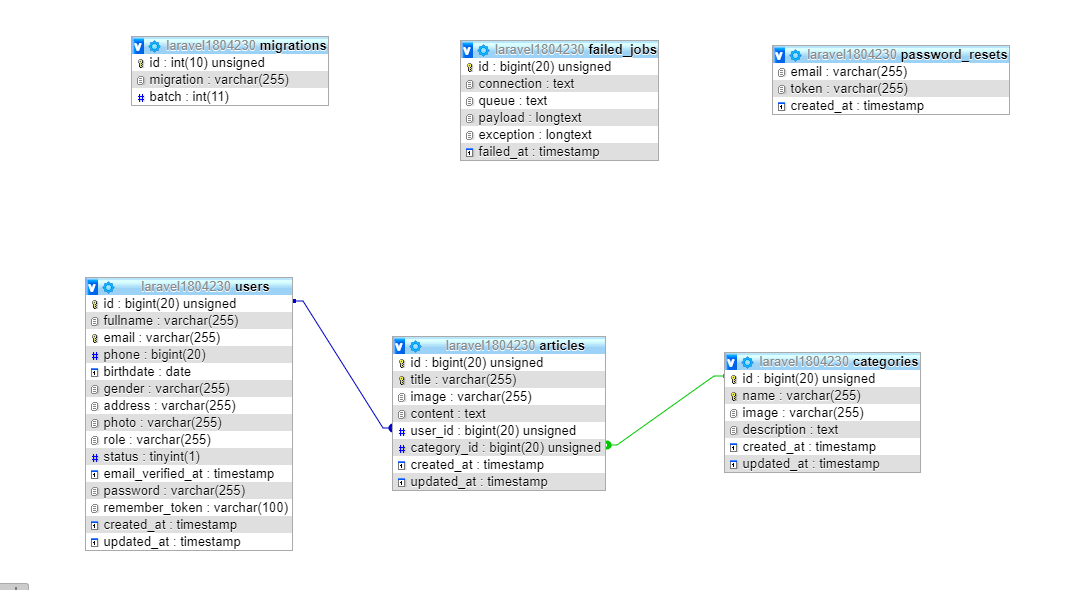 laravel1804230 migrations
id : int(10) unsigned
migration : varchar(255)
# batch : int(11)
laravel1804230 failed_jobs
id : bigint(20) unsigned
connection : text
queue : text
payload : longtext
exception : longtext
failed_at : timestamp
laravel1804230 password_resets
email : varchar(255)
token : varchar(255)
created_at : timestamp
laravel1804230 users
id : bigint(20) unsigned
fullname : varchar(255)
email : varchar(255)
# phone : bigint(20)
birthdate : date
gender : varchar(255)
address : varchar(255)
photo : varchar(255)
role : varchar(255)
# status : tinyint(1)
email_verified_at : timestamp
password : varchar(255)
remember_token : varchar(100)
created_at : timestamp
updated_at : timestamp
laravel1804230 articles
id : bigint(20) unsigned
title : varchar(255)
image : varchar(255)
content : text
# user_id : bigint(20) unsigned
# category_id : bigint(20) unsigned
created_at : timestamp
updated_at : timestamp
laravel1804230 categories
id : bigint(20) unsigned
name : varchar(255)
image : varchar(255)
description : text
created_at : timestamp
updated_at : timestamp